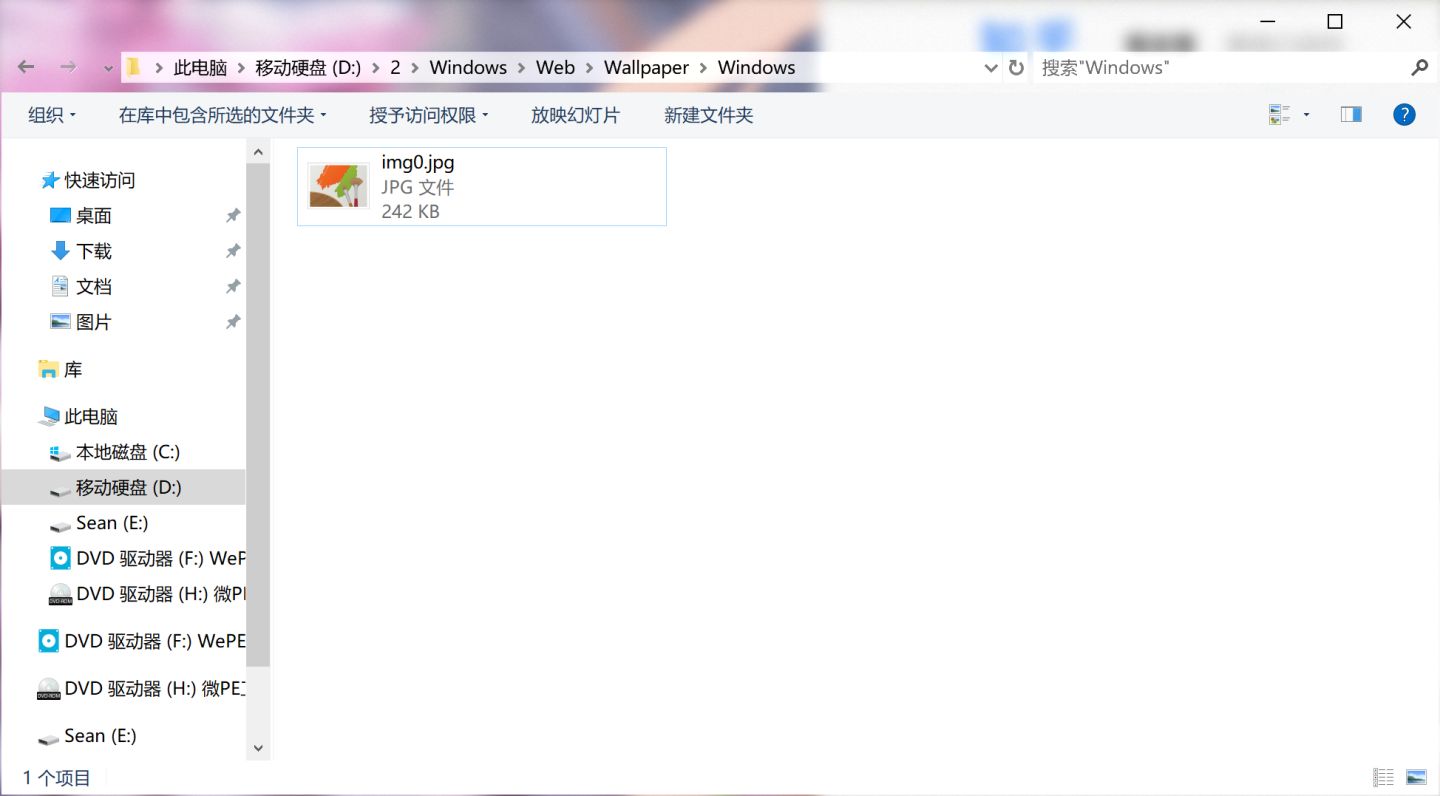 此电脑 移动硬盘 (D:) 2 Windows Web Wallpaper Windows 搜索"Windows"
组织 在库中包含所选的文件夹 授予访问权限 放映幻灯片 新建文件夹
快速访问
桌面
下载
文档
图片
库
此电脑
本地磁盘 (C:)
移动硬盘 (D:)
Sean (E:)
DVD 驱动器 (F:) WeP
DVD 驱动器 (H:) 微P
DVD 驱动器 (F:) WePE
DVD 驱动器 (H:) 微PE
Sean (E:)
img0.jpg
JPG 文件
242 KB
1 个项目